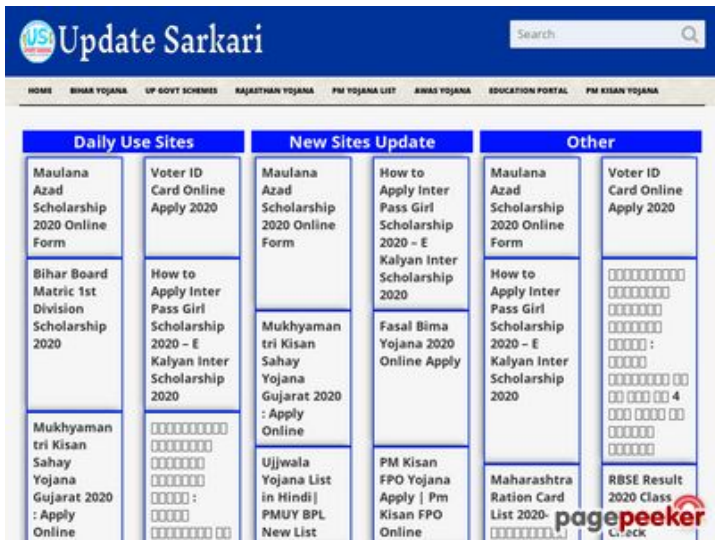 US
Update Sarkari
Search
HOME BIHAR YOJANA UP GOVT SCHEMES RAJASTHAN YOJANA PM YOJANA LIST AWAS YOJANA EDUCATION PORTAL PM KISAN YOJANA
Daily Use Sites
Maulana
Azad
Scholarship
2020 Online
Form
Voter ID
Card Online
Apply 2020
Bihar Board
Matric 1st
Division
Scholarship
2020
How to
Apply Inter
Pass Girl
Scholarship
2020 – E
Kalyan Inter
Scholarship
2020
Mukhyaman
tri Kisan
Sahay
Yojana
Gujarat 2020
: Apply
Online
:
New Sites Update
Maulana
Azad
Scholarship
2020 Online
Form
How to
Apply Inter
Pass Girl
Scholarship
2020 – E
Kalyan Inter
Scholarship
2020
Mukhyaman
tri Kisan
Sahay
Yojana
Gujarat 2020
: Apply
Online
Fasal Bima
Yojana 2020
Online Apply
Ujjwala
Yojana List
in Hindi|
PMUY BPL
New List
PM Kisan
FPO Yojana
Apply | Pm
Kisan FPO
Online
Other
Maulana
Azad
Scholarship
2020 Online
Form
Voter ID
Card Online
Apply 2020
How to
Apply Inter
Pass Girl
Scholarship
2020 – E
Kalyan Inter
Scholarship
2020
:
4
Maharashtra
Ration Card
List 2020-
RBSE Result
2020 Class
Check
pagepeeker